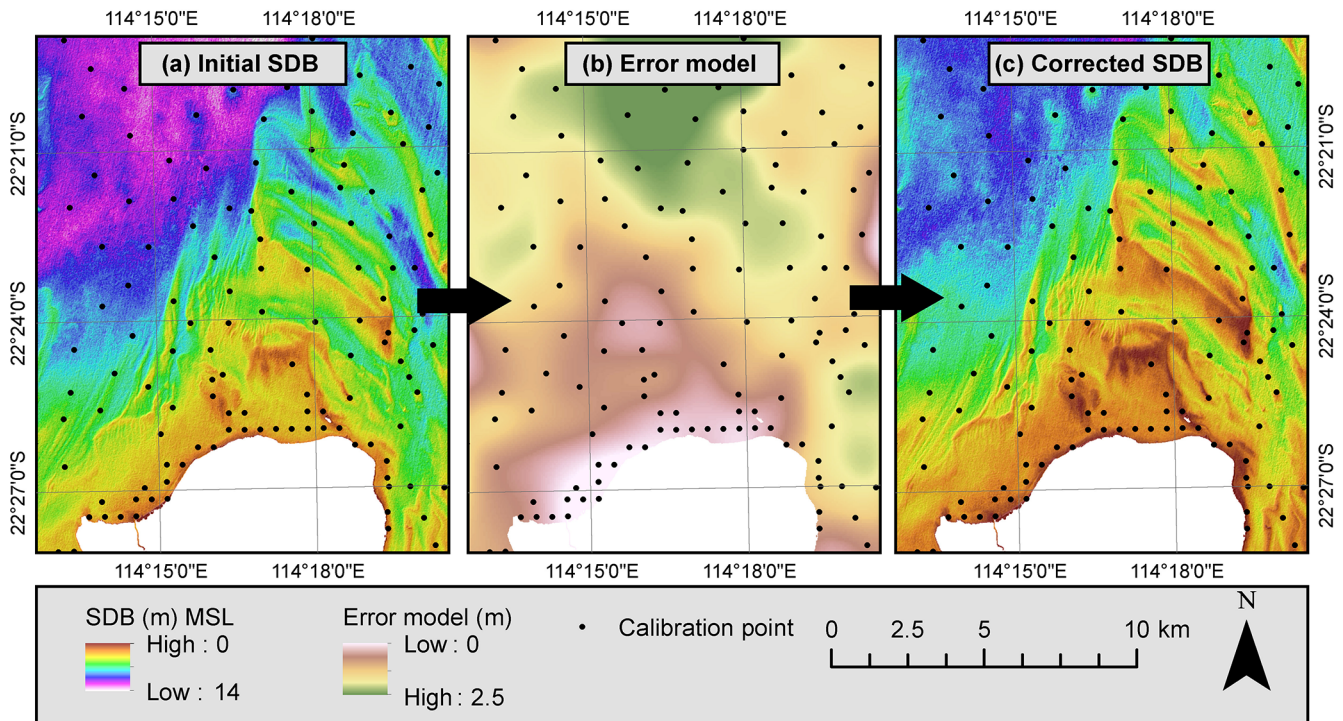 114°15'0"E 114°18'0"E 114°15'0"E 114°18'0"E 114°15'0"E 114°18'0"E
(a) Initial SDB (b) Error model (c) Corrected SDB
22°21'0"S 22°21'0"S
22°24'0"S 22°24'0"S
22°27'0"S 22°27'0"S
114°15'0"E 114°18'0"E 114°15'0"E 114°18'0"E 114°15'0"E 114°18'0"E
SDB (m) MSL
High : 0
Low : 14
Error model (m)
Low : 0
High : 2.5
Calibration point
0 2.5 5 10 km
N